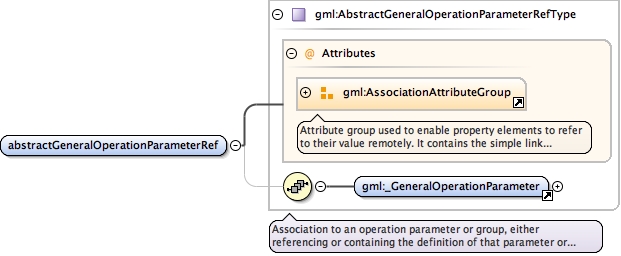 gml:AbstractGeneralOperationParameterRefType
@ Attributes
gml:AssociationAttributeGroup
Attribute group used to enable property elements to refer
to their value remotely. It contains the simple link...
abstractGeneralOperationParameterRef
gml:_GeneralOperationParameter
Association to an operation parameter or group, either
referencing or containing the definition of that parameter or...